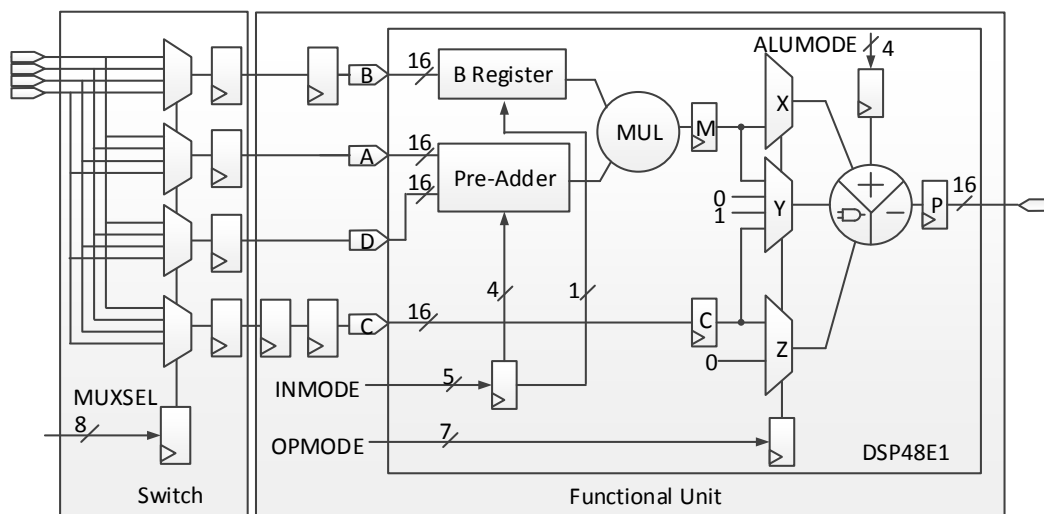 ALUMODE
4
16
B
B Register
X
MUL
M
A
16
16
Pre-Adder
0
1
Y
P
16
D
4
1
C
16
C
Z
0
INMODE
5
MUXSEL
8
OPMODE
7
DSP48E1
Switch
Functional Unit